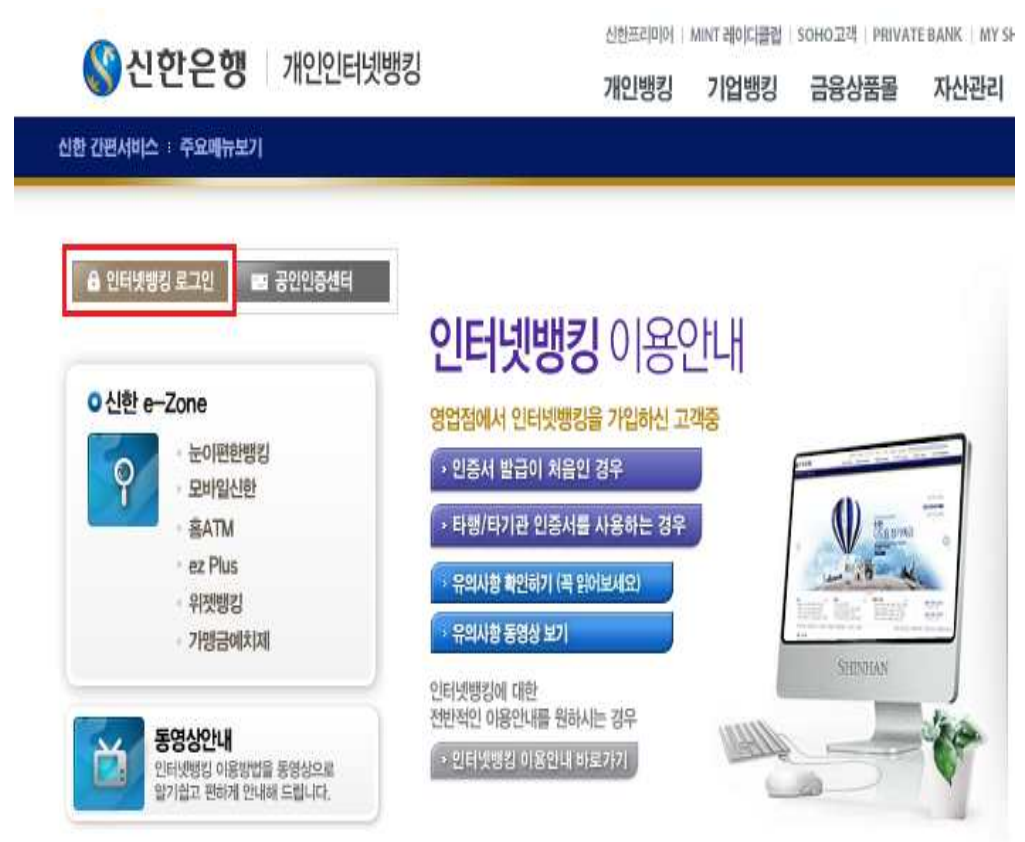 신한프리미어 | MINT 레이디클럽 | SOHO고객 | PRIVATE BANK | MY SH
신한은행 | 개인인터넷뱅킹
개인뱅킹 기업뱅킹 금융상품몰 자산관리
신한 간편서비스 : 주요메뉴보기
인터넷뱅킹 로그인 공인인증센터
인터넷뱅킹 이용안내
영업점에서 인터넷뱅킹을 가입하신 고객중
› 인증서 발급이 처음인 경우
› 타행/타기관 인증서를 사용하는 경우
› 유의사항 확인하기 (꼭 읽어보세요)
› 유의사항 동영상 보기
인터넷뱅킹에 대한
전반적인 이용안내를 원하시는 경우
› 인터넷뱅킹 이용안내 바로가기
신한 e-Zone
· 눈이편한뱅킹
· 모바일신한
· 홈ATM
· ez Plus
· 위젯뱅킹
· 가맹금예치제
동영상안내
인터넷뱅킹 이용방법을 동영상으로
알기쉽고 편하게 안내해 드립니다.
SHINHAN